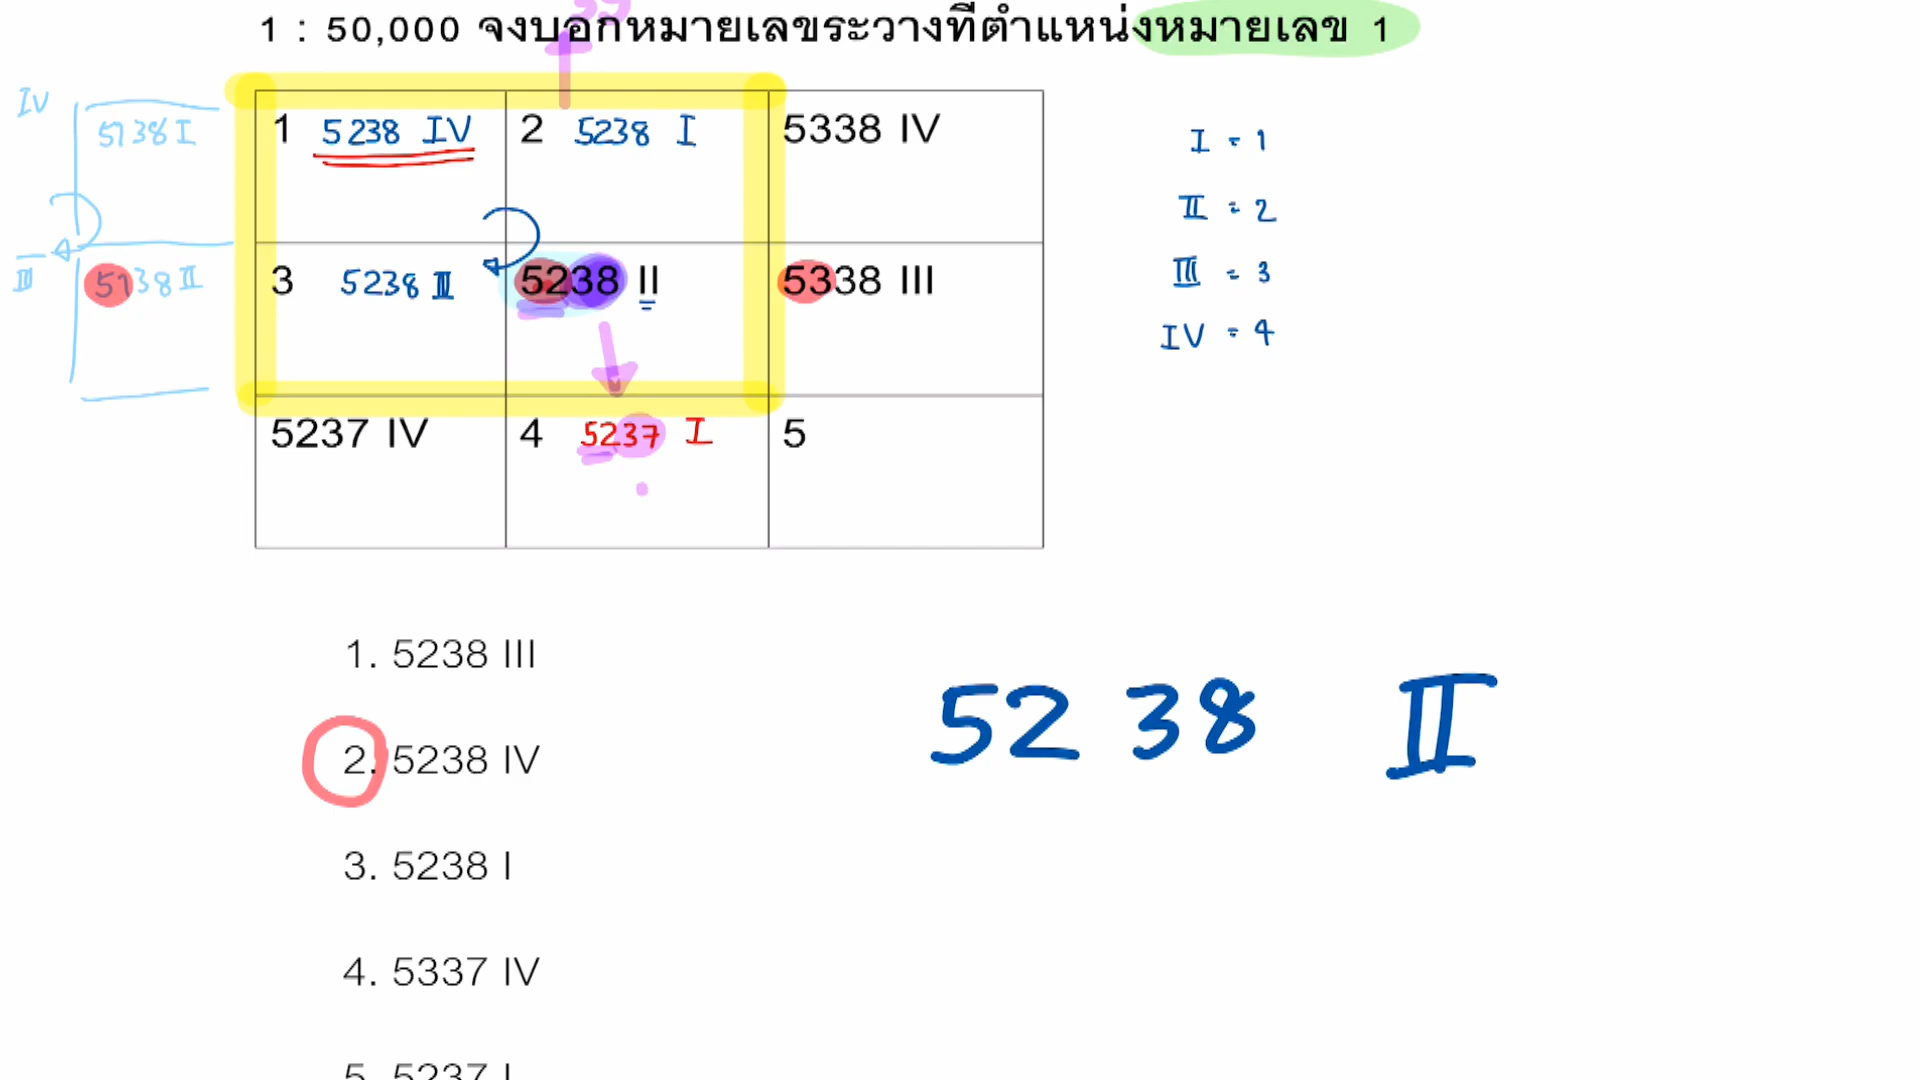 39
1 : 50,000 จงบอกหมายเลขระวางที่ตำแหน่งหมายเลข 1
IV 5138 I 1 5238 IV 2 5238 I 5338 IV I = 1
II = 2
III 5138 II 3 5238 III 5238 II 5338 III III = 3
IV = 4
5237 IV 4 5237 I 5
1. 5238 III
5238 II
2. 5238 IV
3. 5238 I
4. 5337 IV
5. 5237 I